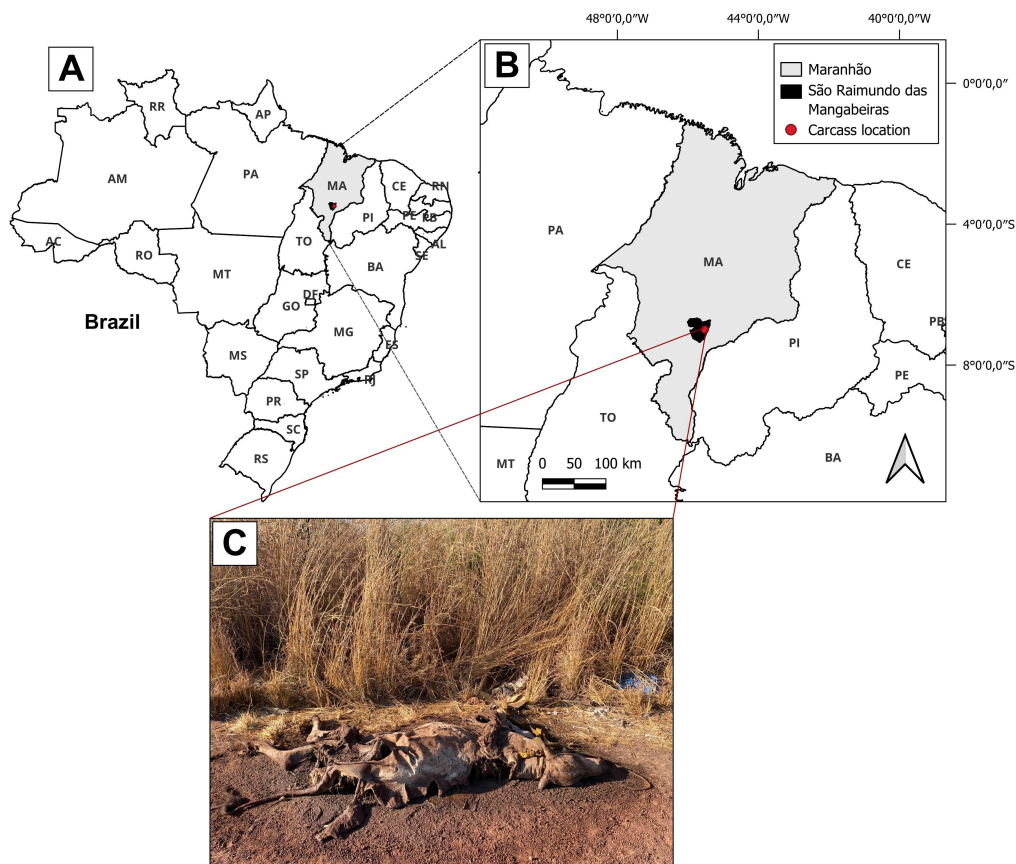 48°0'0,0"W 44°0'0,0"W 40°0'0,0"W
A
B
Maranhão
São Raimundo das
Mangabeiras
Carcass location
0°0'0,0"
4°0'0,0"S
8°0'0,0"S
RR
AP
AM
PA
MA
CE
RN
PI
PE
PB
AC
RO
TO
AL
SE
MT
BA
DF
GO
Brazil
MG
ES
MS
SP
RJ
PR
SC
RS
PA
MA
CE
PB
PI
PE
TO
BA
MT
0 50 100 km
C